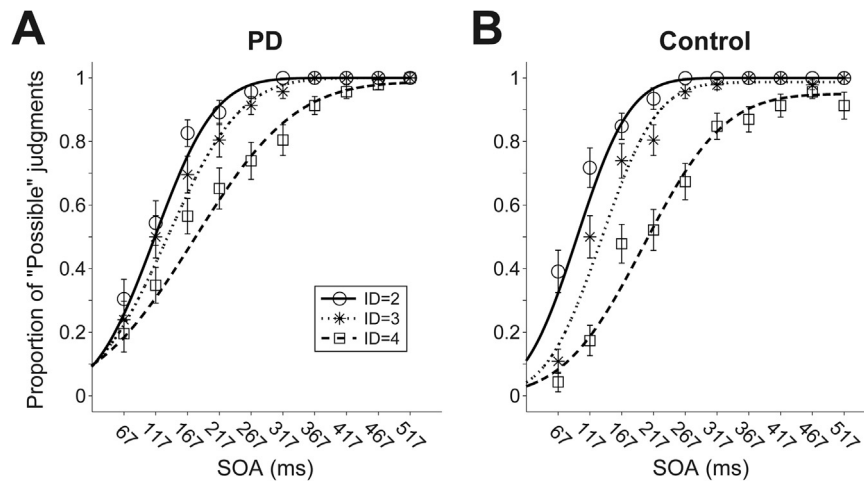 A
PD
Proportion of "Possible" judgments
1
0.8
0.6
0.4
0.2
0
ID=2
ID=3
ID=4
67 117 167 217 267 317 367 417 467 517
SOA (ms)
B
Control
1
0.8
0.6
0.4
0.2
0
67 117 167 217 267 317 367 417 467 517
SOA (ms)